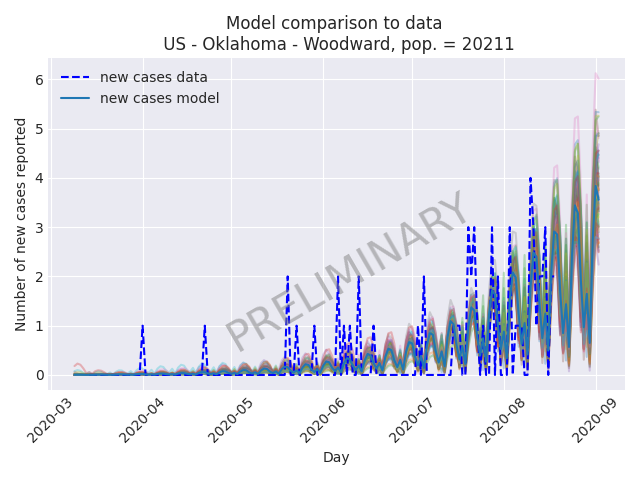 Model comparison to data
US - Oklahoma - Woodward, pop. = 20211
new cases data
new cases model
Number of new cases reported
6
5
4
3
2
1
0
PRELIMINARY
2020-03
2020-04
2020-05
2020-06
2020-07
2020-08
2020-09
Day